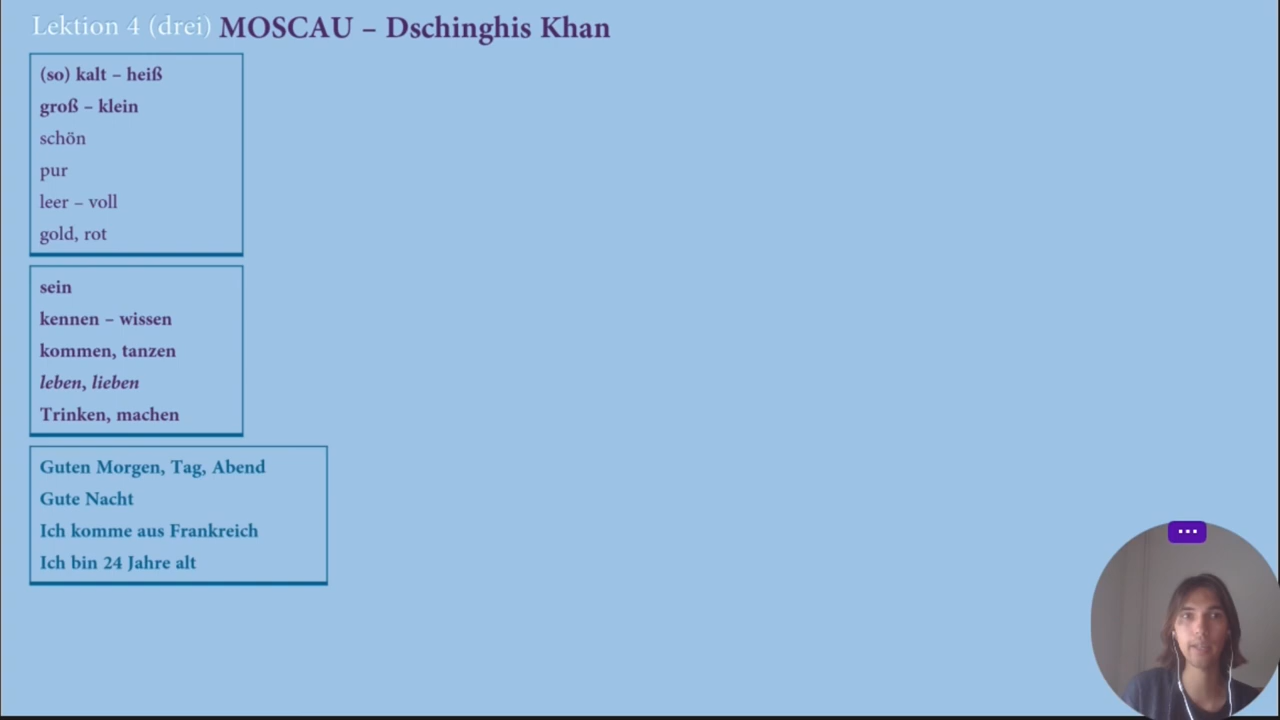 Lektion 4 (drei) MOSCAU – Dschinghis Khan
(so) kalt – heiß
groß – klein
schön
pur
leer – voll
gold, rot
sein
kennen – wissen
kommen, tanzen
leben, lieben
Trinken, machen
Guten Morgen, Tag, Abend
Gute Nacht
Ich komme aus Frankreich
Ich bin 24 Jahre alt